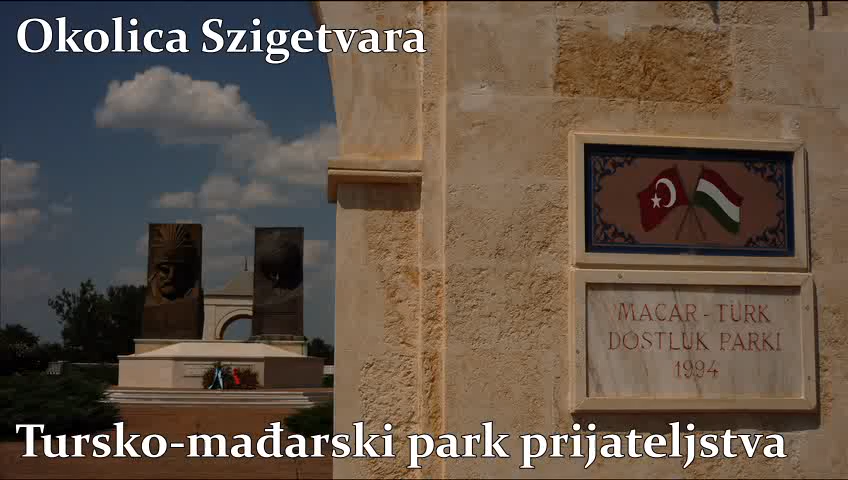 Okolica Szigetvara
MACAR - TÜRK
DOSTLUK PARKI
1994
Tursko-mađarski park prijateljstva